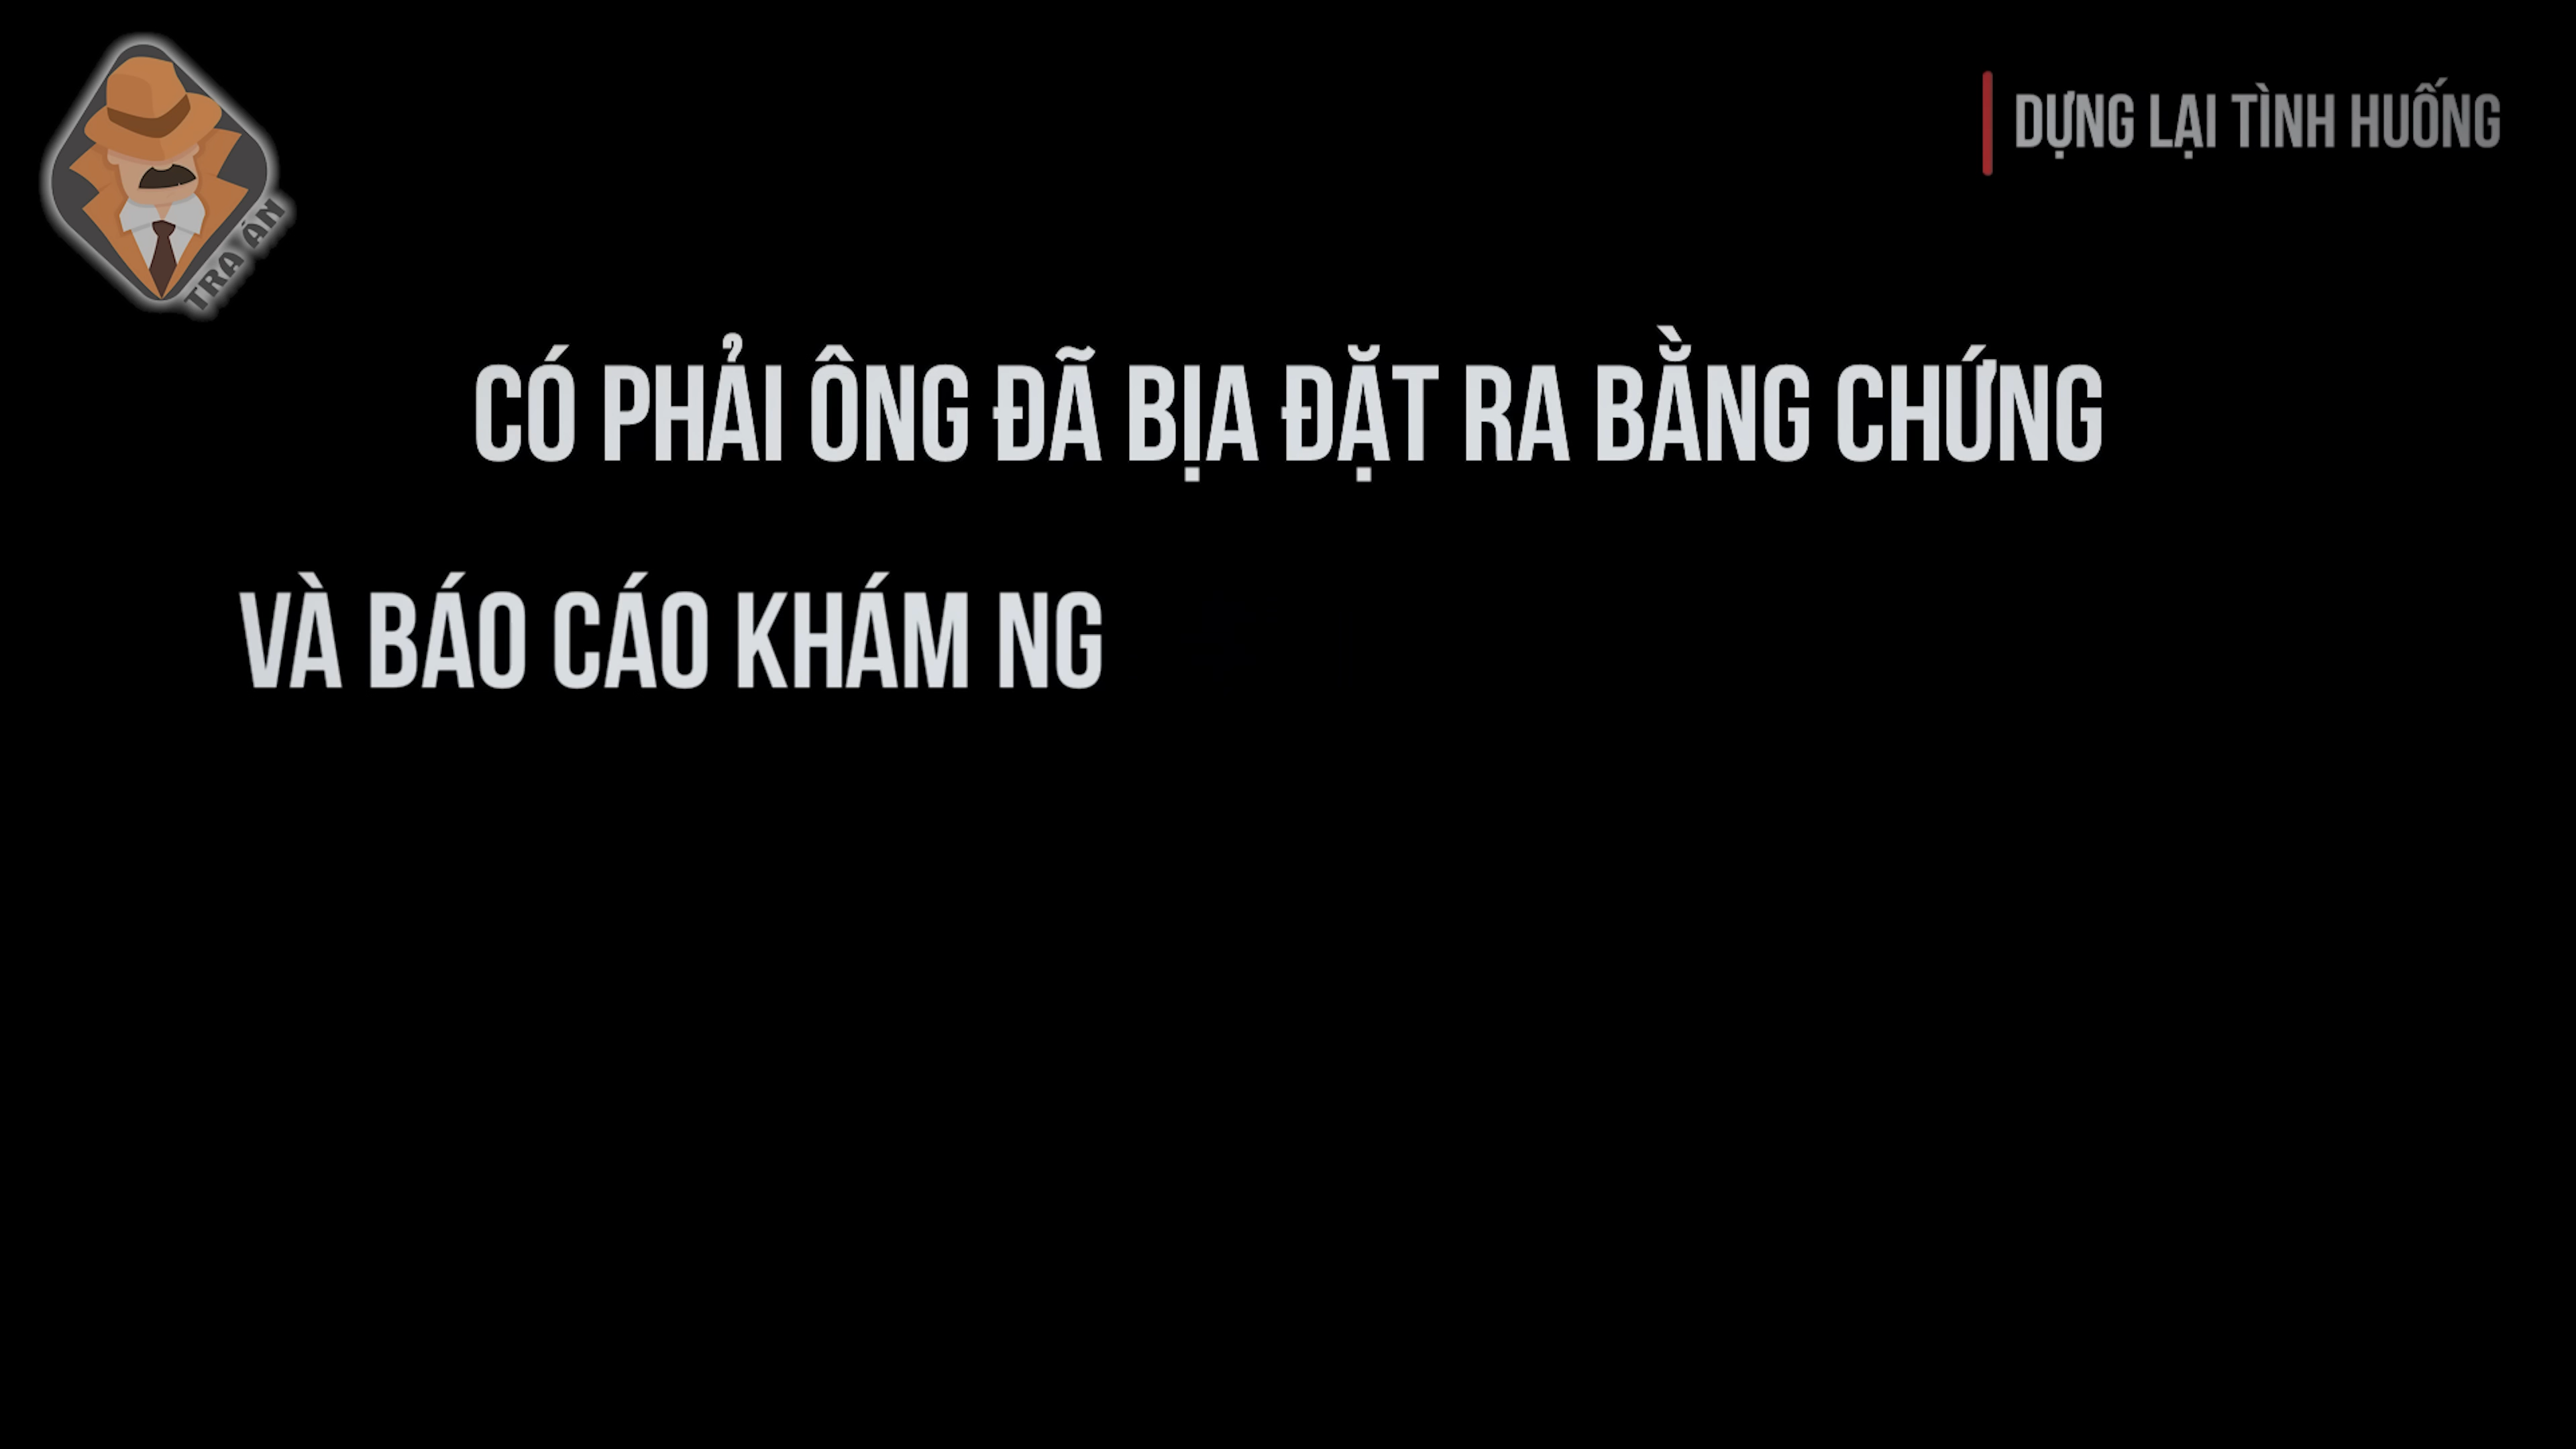 TRA ÁN
DỰNG LẠI TÌNH HUỐNG
CÓ PHẢI ÔNG ĐÃ BỊA ĐẶT RA BẰNG CHỨNG
VÀ BÁO CÁO KHÁM NG